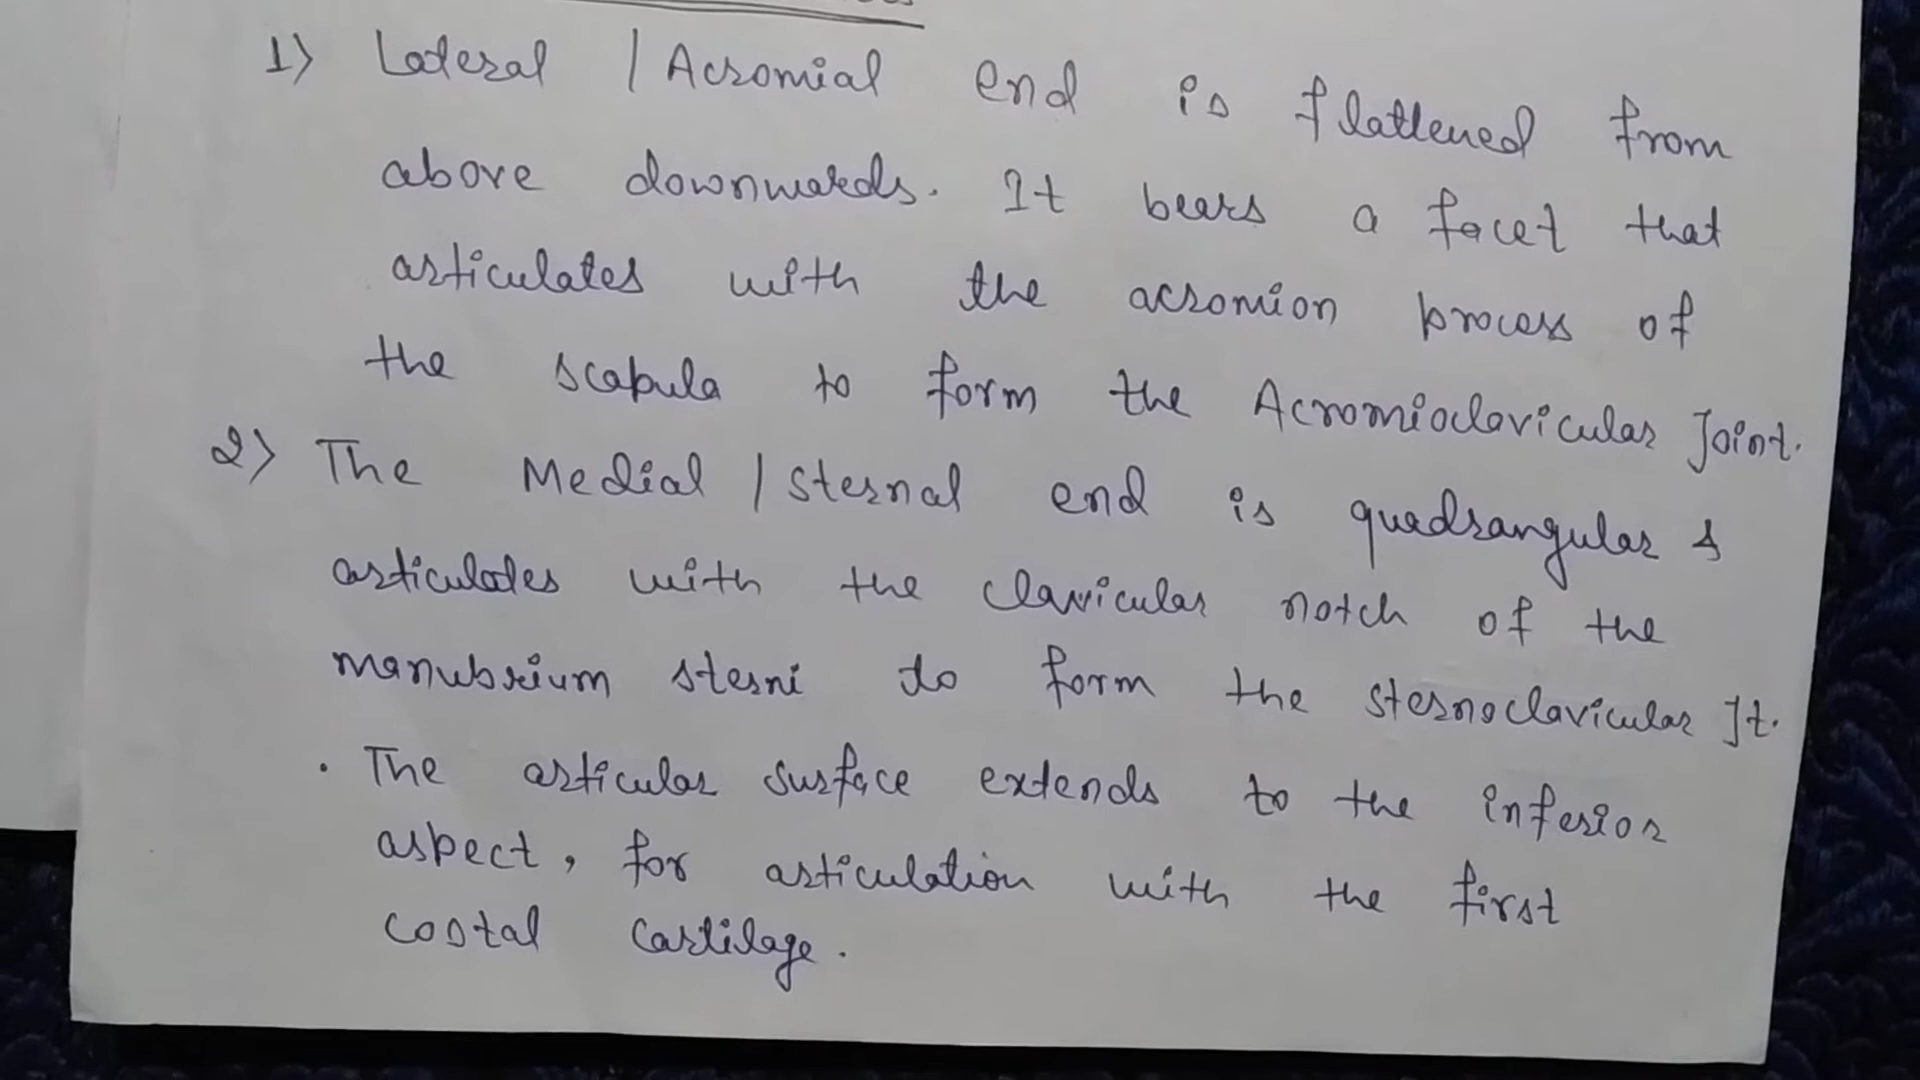 1) Lateral / Acromial end is flattened from
above downwards. It bears a facet that
articulates with the acromion process of
the scapula to form the Acromioclavicular Joint.
2) The Medial / Sternal end is quadrangular &
articulates with the clavicular notch of the
manubrium sterni to form the sternoclavicular Jt.
· The articular surface extends to the inferior
aspect, for articulation with the first
costal cartilage.